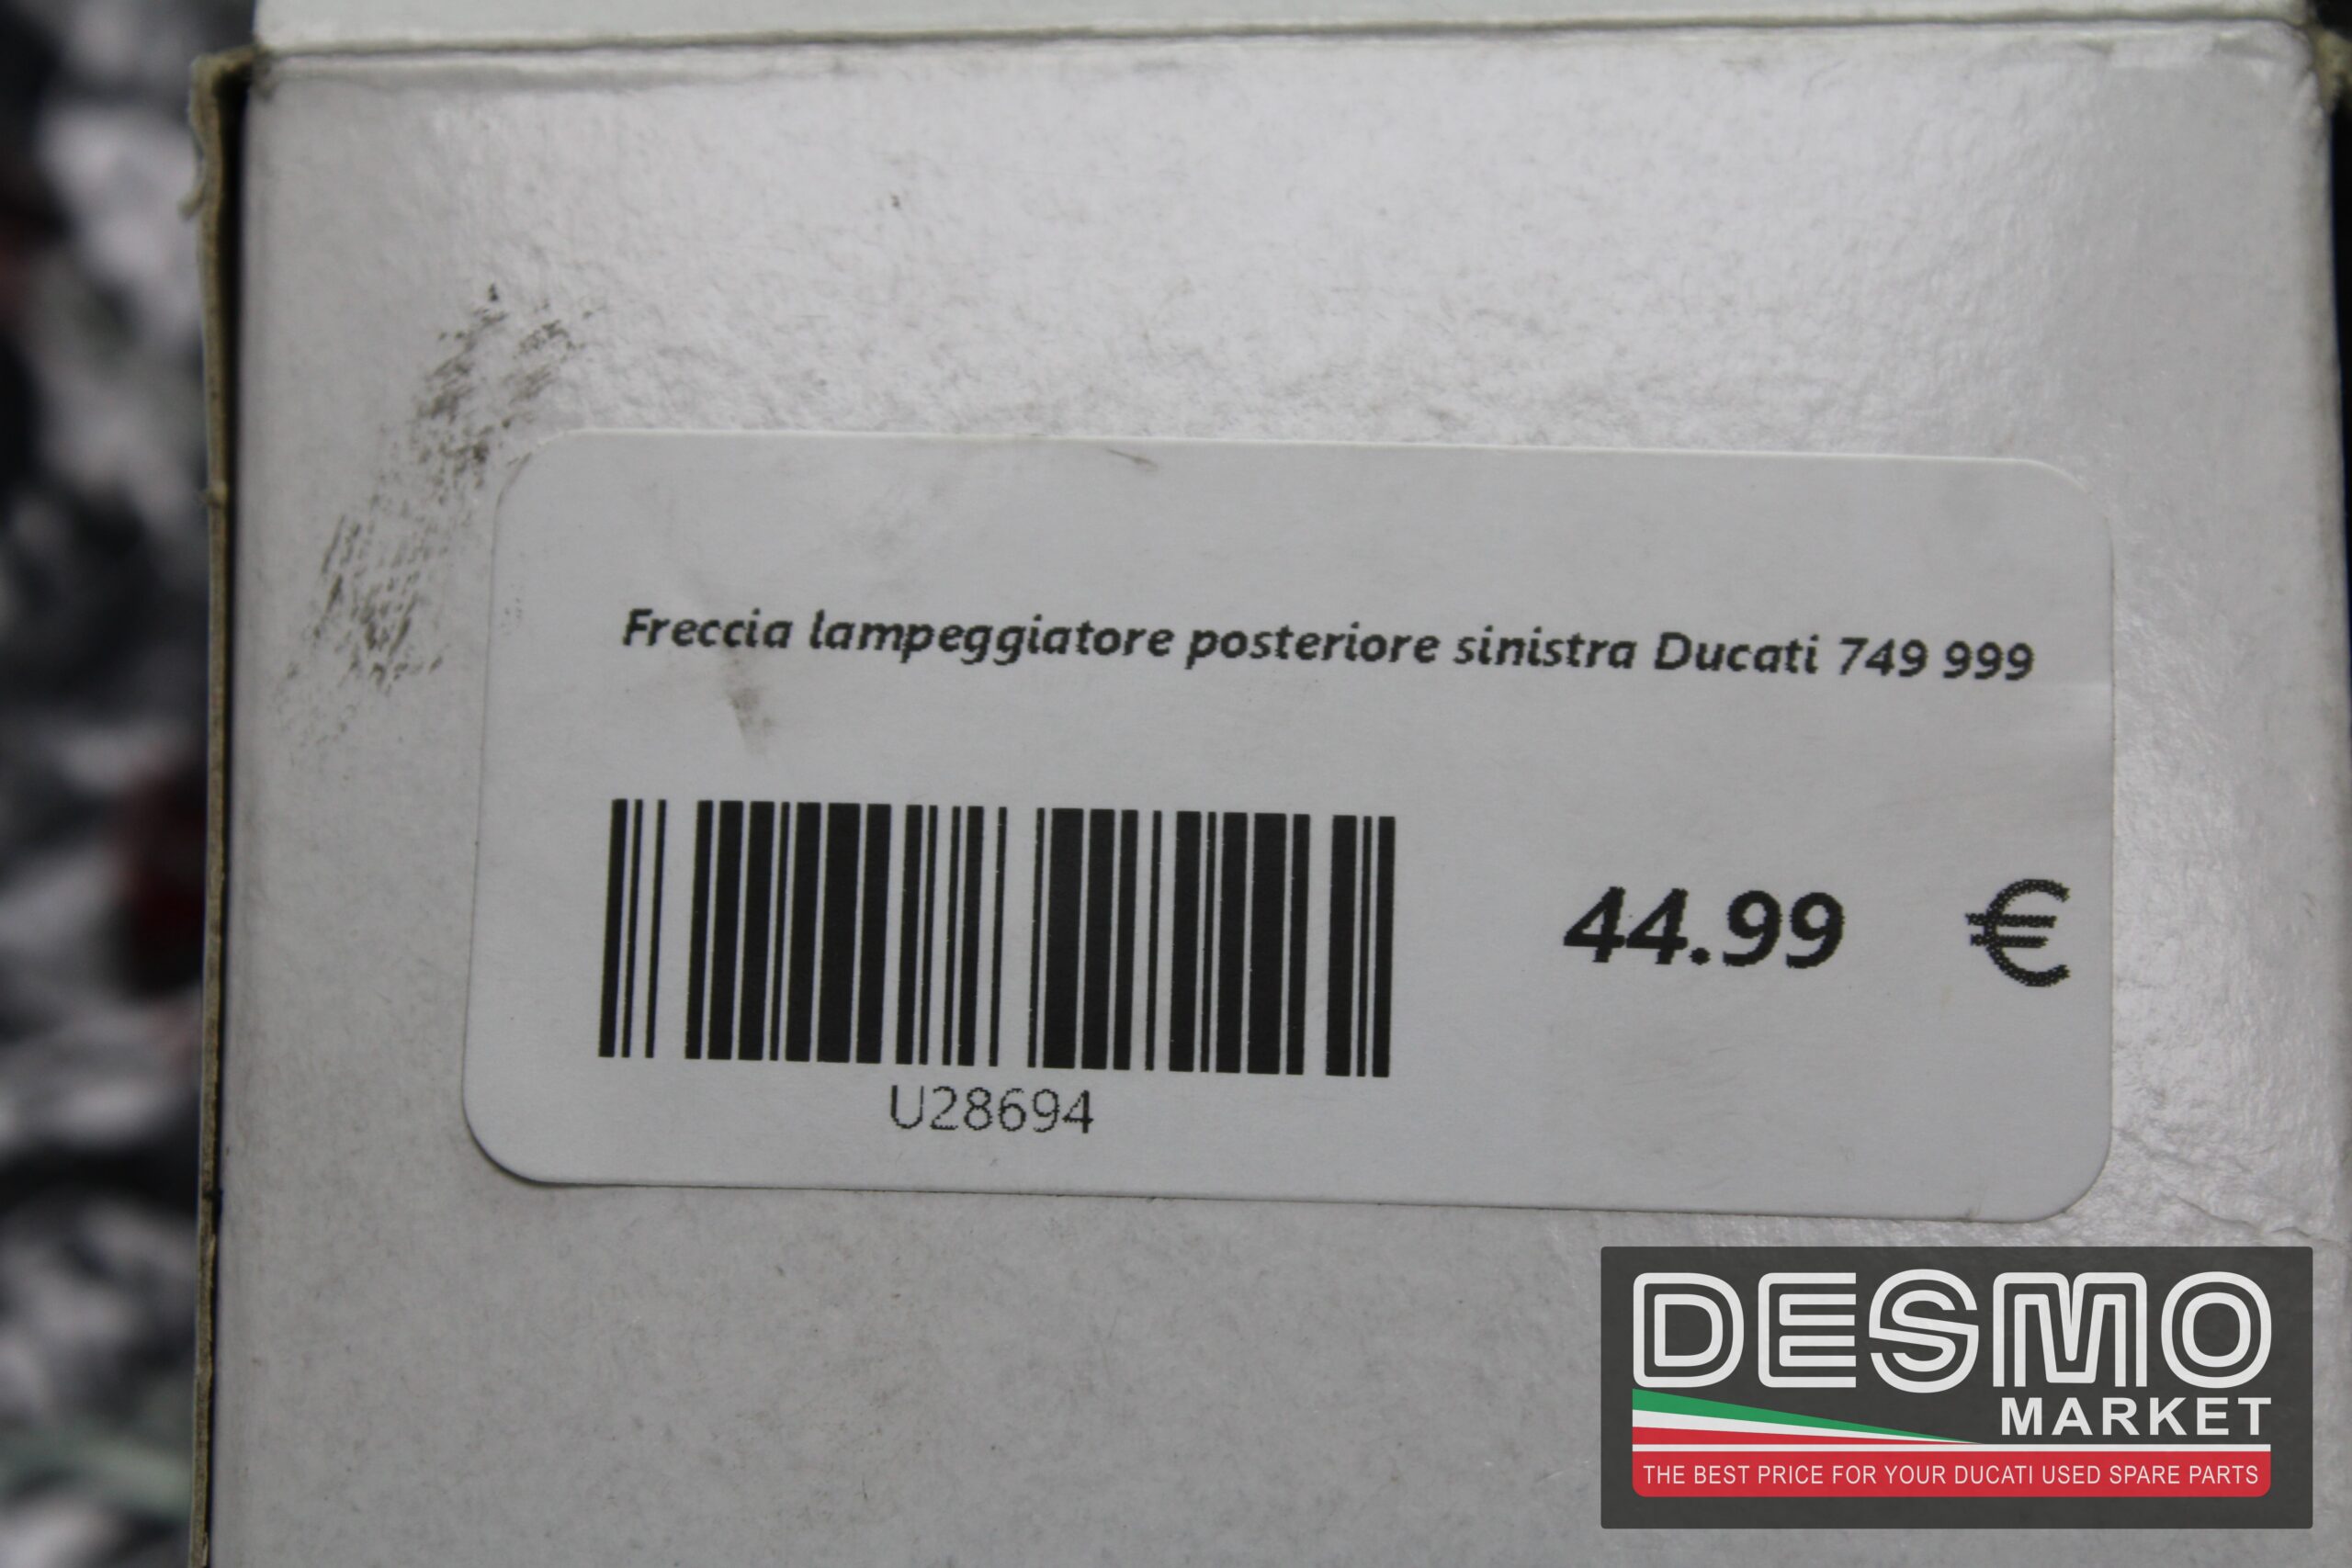 Freccia lampeggiatore posteriore sinistra Ducati 749 999
44.99 €
U28694
DESMO
MARKET
THE BEST PRICE FOR YOUR DUCATI USED SPARE PARTS